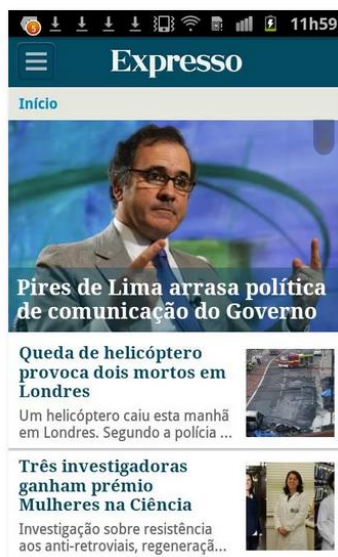 11h59
Expresso
Início
Pires de Lima arrasa política
de comunicação do Governo
Queda de helicóptero
provoca dois mortos em
Londres
Um helicóptero caiu esta manhã
em Londres. Segundo a polícia ...
Três investigadoras
ganham prémio
Mulheres na Ciência
Investigação sobre resistência
aos anti-retroviais, regeneraçã...